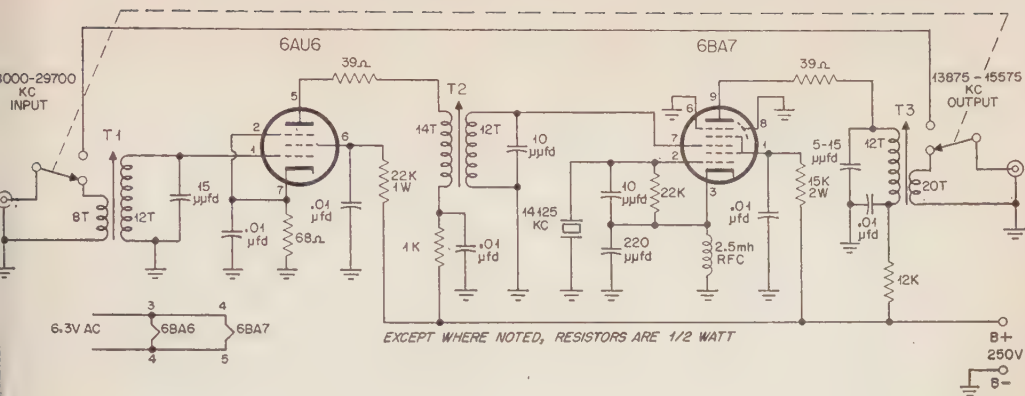 6AU6
6BA7
000-29700
KC
INPUT
T1
8T
12T
15
µµfd
2
1
5
6
7
.01
µfd
68Ω
39Ω
.01
µfd
22K
1W
T2
14T
12T
1K
.01
µfd
10
µµfd
14125
KC
10
µµfd
220
µµfd
22K
7
2
6
9
8
1
3
2.5mh
RFC
.01
µfd
15K
2W
39Ω
5-15
µµfd
.01
µfd
T3
12T
20T
12K
13875-15575
KC
OUTPUT
6.3V AC
3
4
6BA6
4
5
6BA7
EXCEPT WHERE NOTED, RESISTORS ARE 1/2 WATT
B+
250V
B-